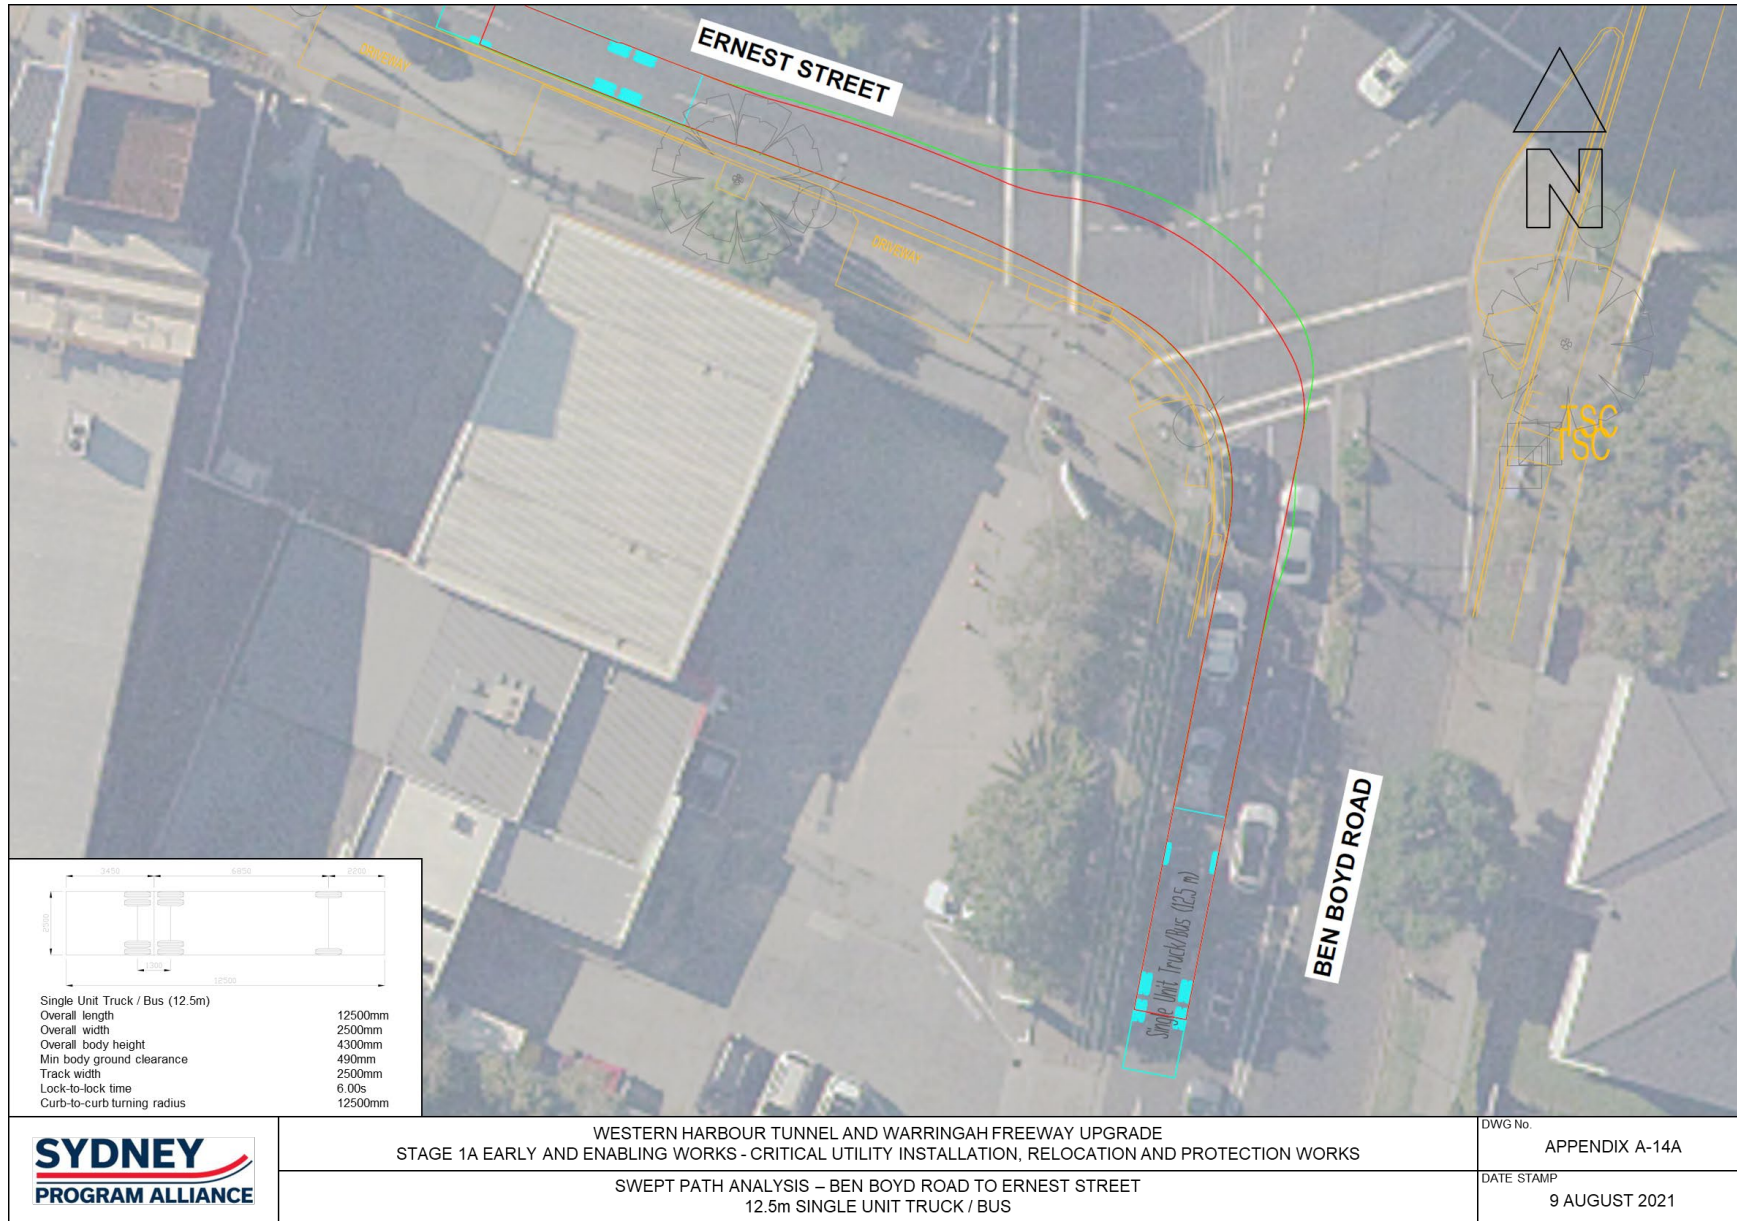 ERNEST STREET
DRIVEWAY
N
DRIVEWAY
TSC
TSC
BEN BOYD ROAD
Single Unit Truck/Bus (12.5 m)
3450
6850
2200
2500
1300
12500
Single Unit Truck / Bus (12.5m)
Overall length 12500mm
Overall width 2500mm
Overall body height 4300mm
Min body ground clearance 490mm
Track width 2500mm
Lock-to-lock time 6.00s
Curb-to-curb turning radius 12500mm
SYDNEY
PROGRAM ALLIANCE
WESTERN HARBOUR TUNNEL AND WARRINGAH FREEWAY UPGRADE
STAGE 1A EARLY AND ENABLING WORKS - CRITICAL UTILITY INSTALLATION, RELOCATION AND PROTECTION WORKS
SWEPT PATH ANALYSIS – BEN BOYD ROAD TO ERNEST STREET
12.5m SINGLE UNIT TRUCK / BUS
DWG No.
APPENDIX A-14A
DATE STAMP
9 AUGUST 2021